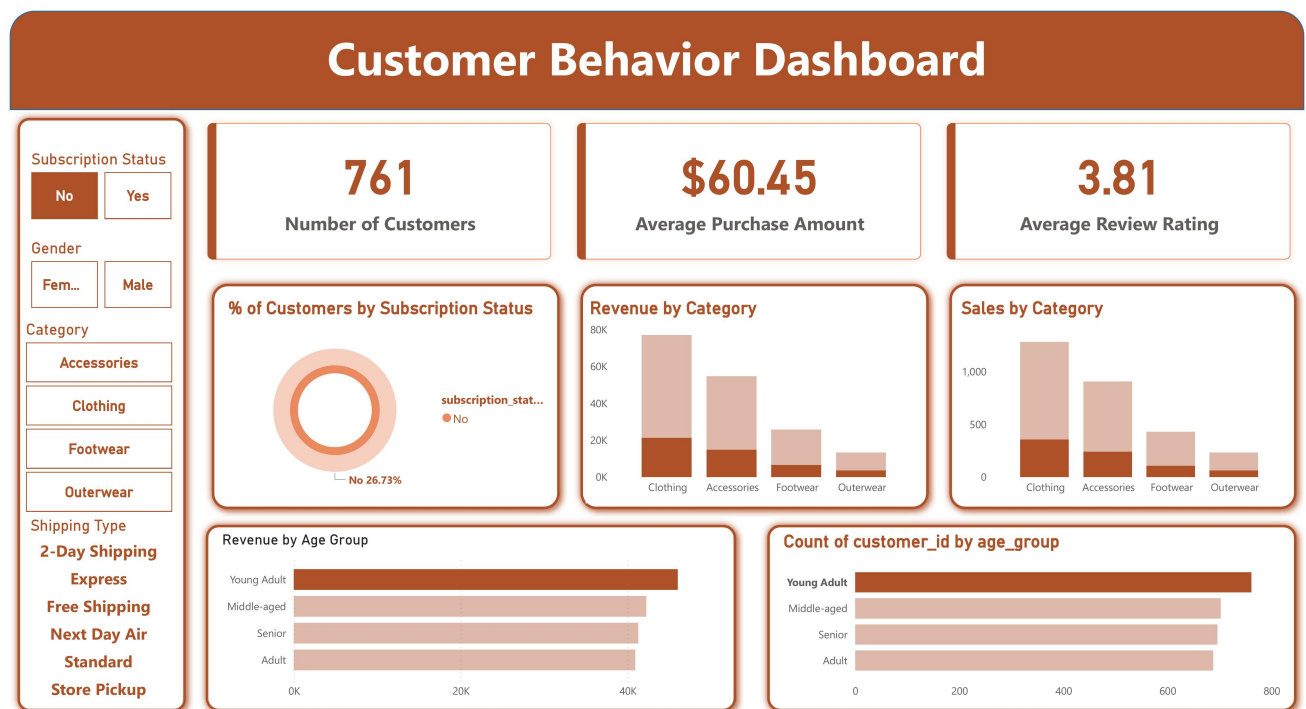 Customer Behavior Dashboard
Subscription Status
No
Yes
Gender
Fem...
Male
Category
Accessories
Clothing
Footwear
Outerwear
Shipping Type
2-Day Shipping
Express
Free Shipping
Next Day Air
Standard
Store Pickup
761
Number of Customers
$60.45
Average Purchase Amount
3.81
Average Review Rating
% of Customers by Subscription Status
subscription_stat...
No
No 26.73%
Revenue by Category
80K
60K
40K
20K
0K
Clothing
Accessories
Footwear
Outerwear
Sales by Category
1,000
500
0
Clothing
Accessories
Footwear
Outerwear
Revenue by Age Group
Young Adult
Middle-aged
Senior
Adult
0K
20K
40K
Count of customer_id by age_group
Young Adult
Middle-aged
Senior
Adult
0
200
400
600
800